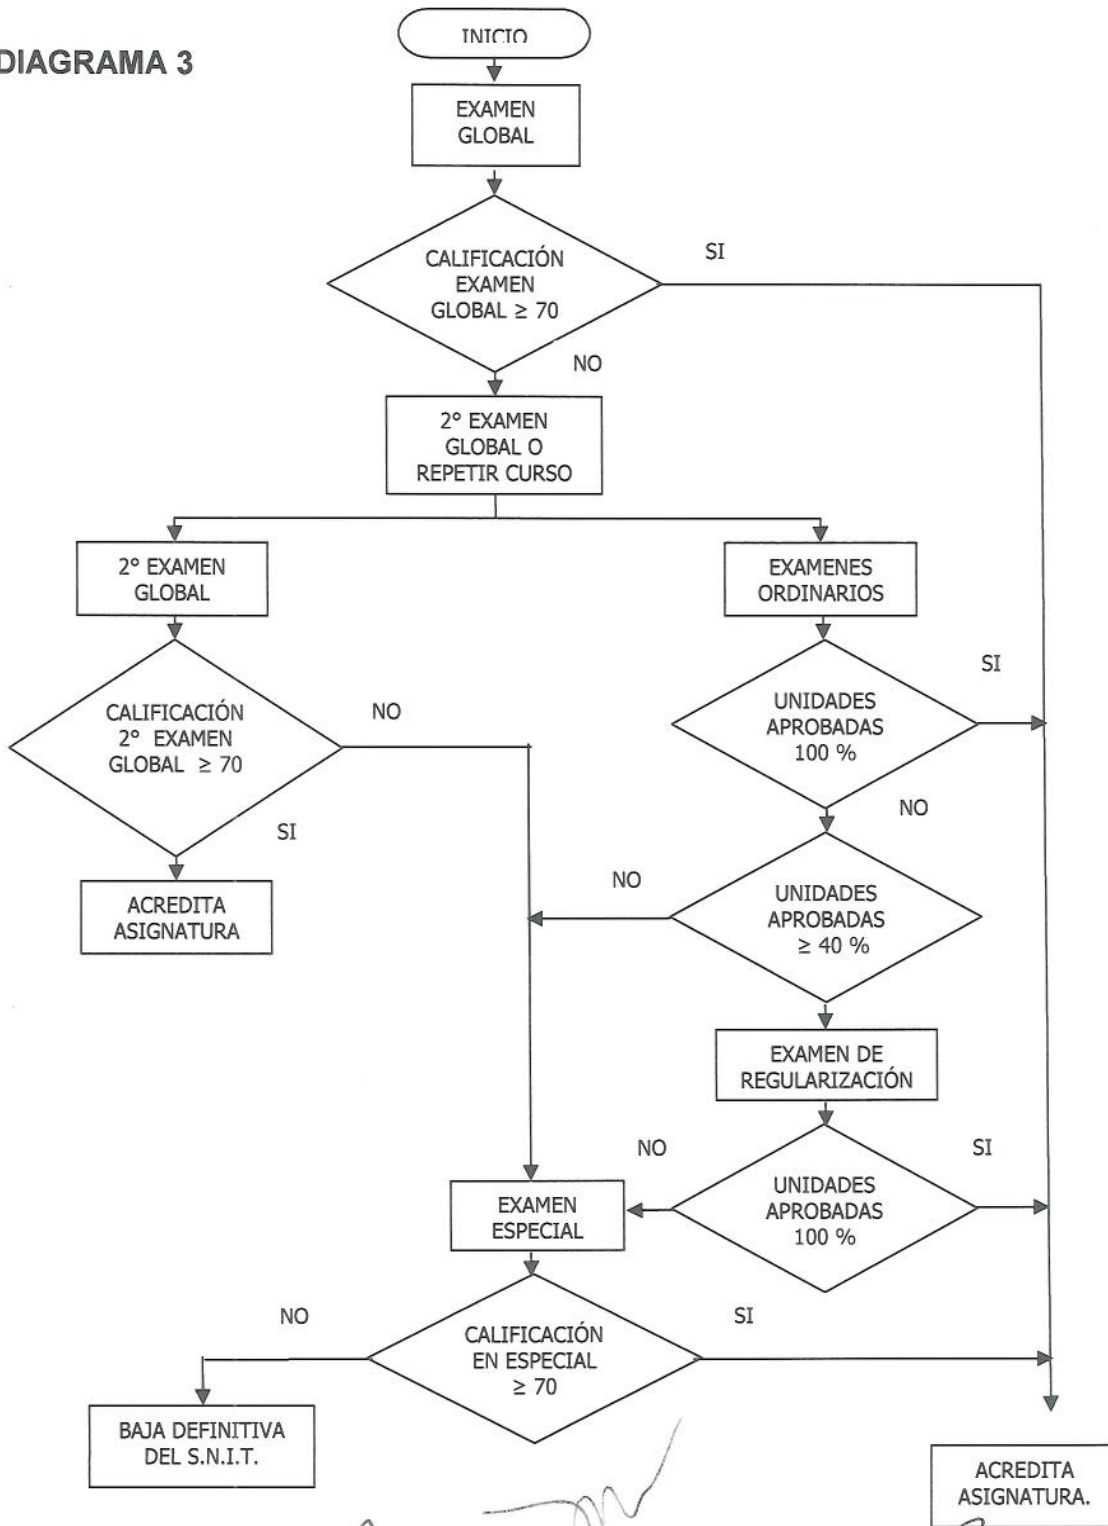 DIAGRAMA 3
INICIO
EXAMEN
GLOBAL
CALIFICACIÓN
EXAMEN
GLOBAL ≥ 70
SI
NO
2° EXAMEN
GLOBAL O
REPETIR CURSO
2° EXAMEN
GLOBAL
EXAMENES
ORDINARIOS
CALIFICACIÓN
2° EXAMEN
GLOBAL ≥ 70
NO
SI
UNIDADES
APROBADAS
100 %
SI
NO
ACREDITA
ASIGNATURA
NO
UNIDADES
APROBADAS
≥ 40 %
EXAMEN DE
REGULARIZACIÓN
NO
SI
UNIDADES
APROBADAS
100 %
EXAMEN
ESPECIAL
NO
SI
CALIFICACIÓN
EN ESPECIAL
≥ 70
BAJA DEFINITIVA
DEL S.N.I.T.
ACREDITA
ASIGNATURA.